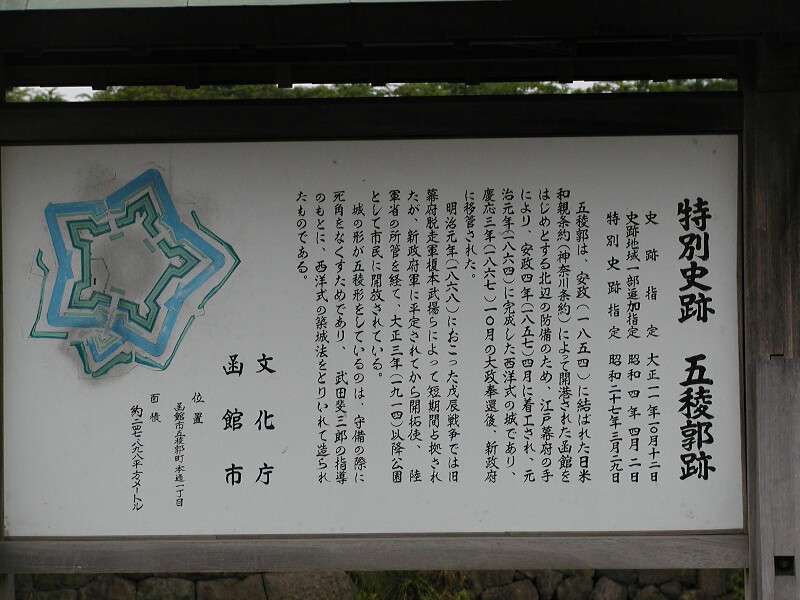 特別史跡 五稜郭跡
史跡指定 大正十一年一〇月十二日
史跡地域一部追加指定 昭和四年四月二日
特別史跡指定 昭和二十七年三月二九日
五稜郭は、安政(一八五四)に結ばれた日米
和親条約(神奈川条約)によって開港された函館を
はじめとする北辺の防備のため、江戸幕府の手
により、安政四年(一八五七)四月に着工され、元
治元年(一八六四)に完成した西洋式の城であり、
慶応三年(一八六七)一〇月の大政奉還後、新政府
に移管された。
明治元年(一八六八)におこった戊辰戦争では旧
幕府脱走軍榎本武揚らによって短期間占拠され
たが、新政府軍に平定されてから開拓使、陸
軍省の所管を経て、大正三年(一九一四)以降公園
として市民に開放されている。
城の形が五稜形をしているのは、守備の際に
死角をなくすためであり、武田斐三郎の指導
のもとに、西洋式の築城法をとりいれて造られ
たものである。
文化庁
函館市
位置 函館市五稜郭町・本通一丁目
面積 約二四七八九八平方メートル